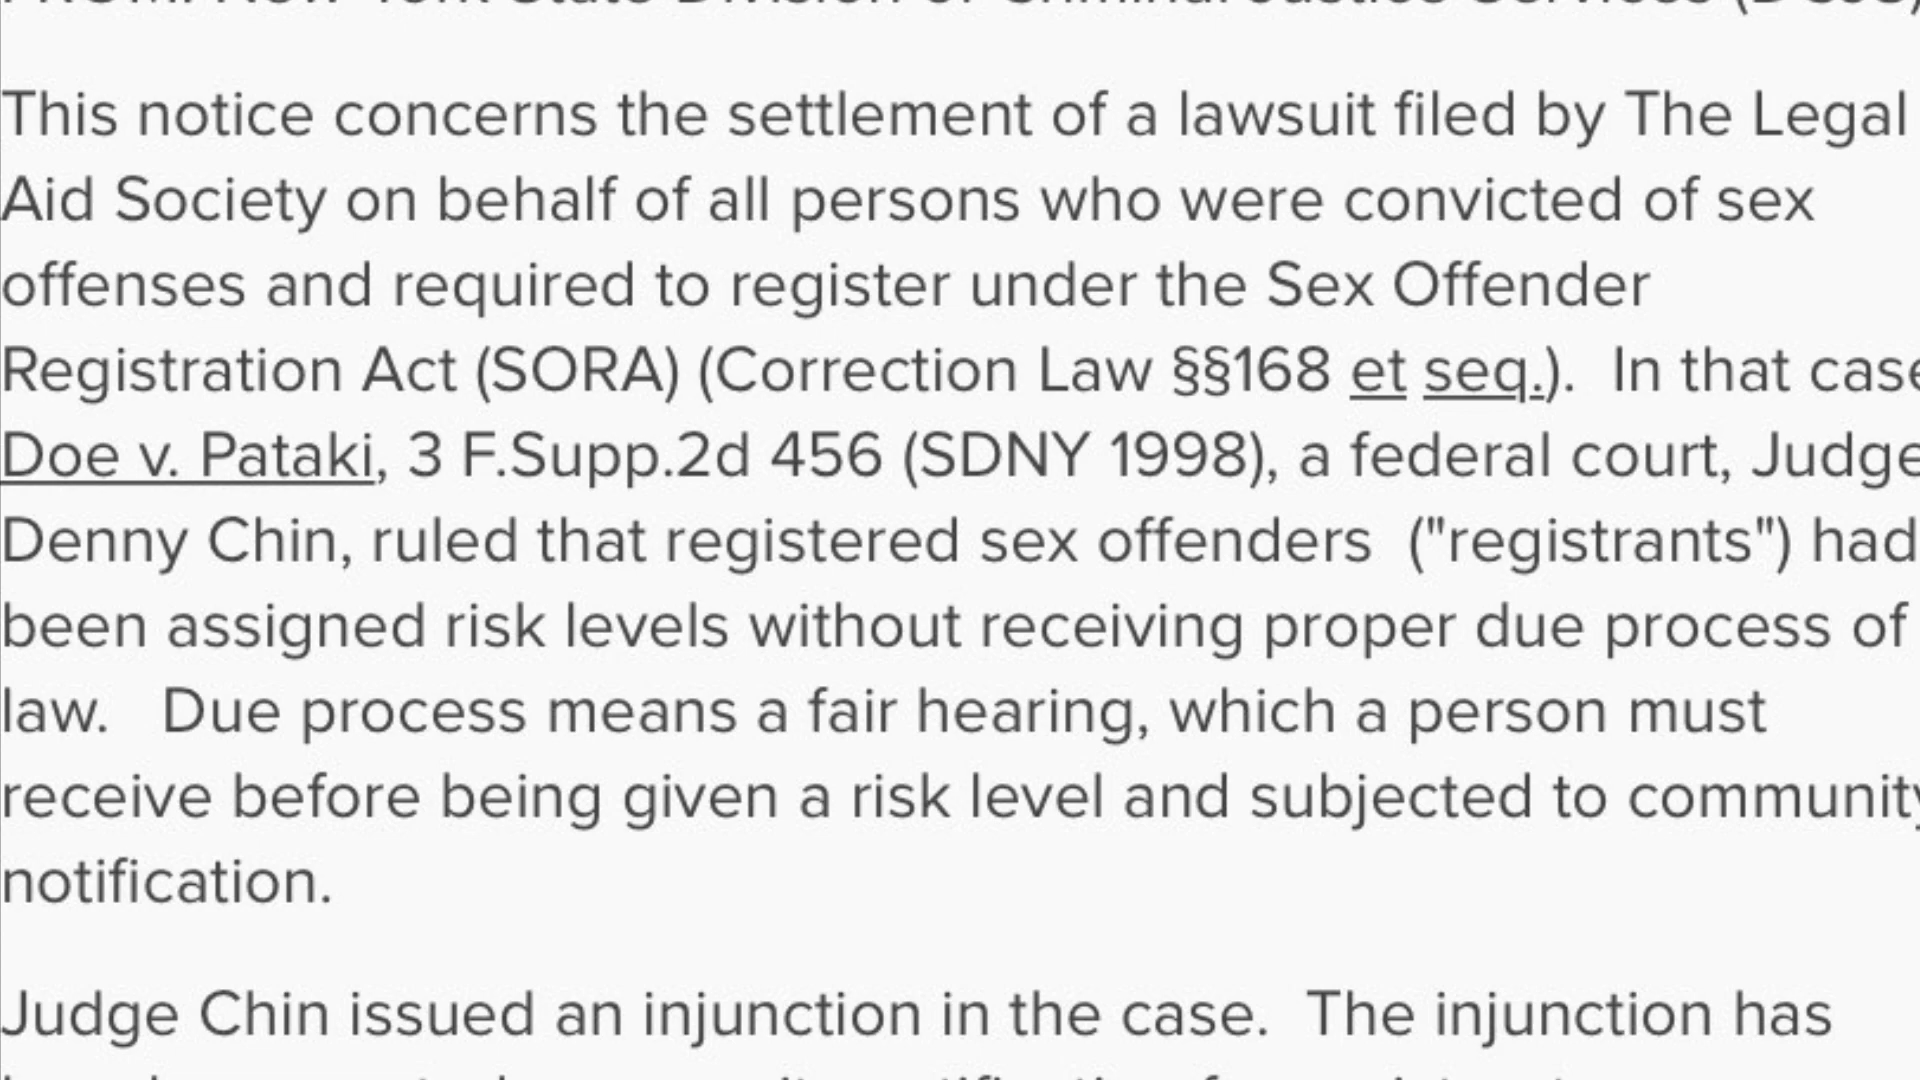 This notice concerns the settlement of a lawsuit filed by The Legal
Aid Society on behalf of all persons who were convicted of sex
offenses and required to register under the Sex Offender
Registration Act (SORA) (Correction Law §§168 et seq.).  In that case
Doe v. Pataki, 3 F.Supp.2d 456 (SDNY 1998), a federal court, Judge
Denny Chin, ruled that registered sex offenders  ("registrants") had
been assigned risk levels without receiving proper due process of
law.   Due process means a fair hearing, which a person must
receive before being given a risk level and subjected to community
notification.
Judge Chin issued an injunction in the case.  The injunction has